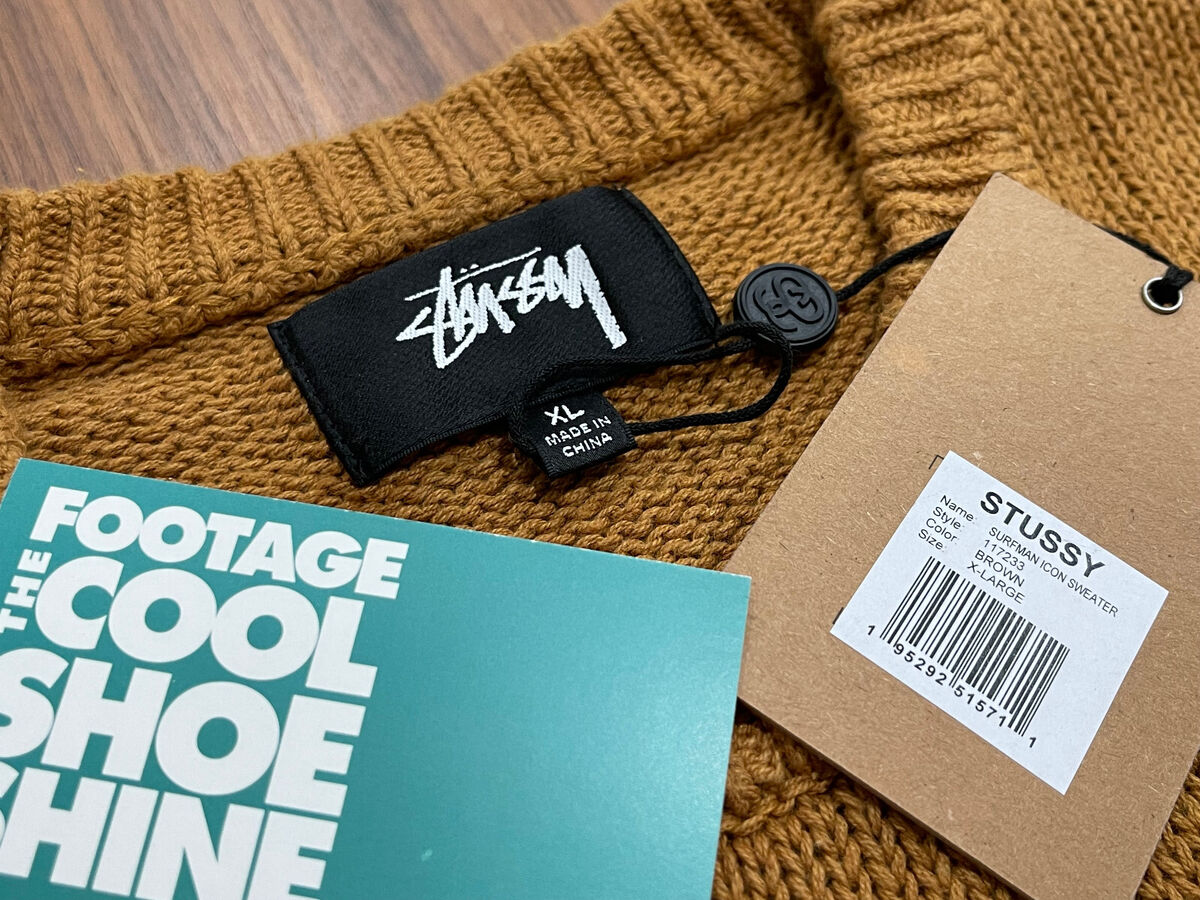 Stüssy
XL
MADE IN
CHINA
STUSSY
Name: SURFMAN ICON SWEATER
Style: 117233
Color: BROWN
Size: X-LARGE
1 95292 51571 1
FOOTAGE
THE COOL
SHOE
SHINE